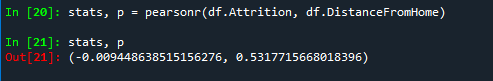 In [20]: stats, p = pearsonr(df.Attrition, df.DistanceFromHome)
In [21]: stats, p
Out[21]: (-0.009448638515156276, 0.5317715668018396)